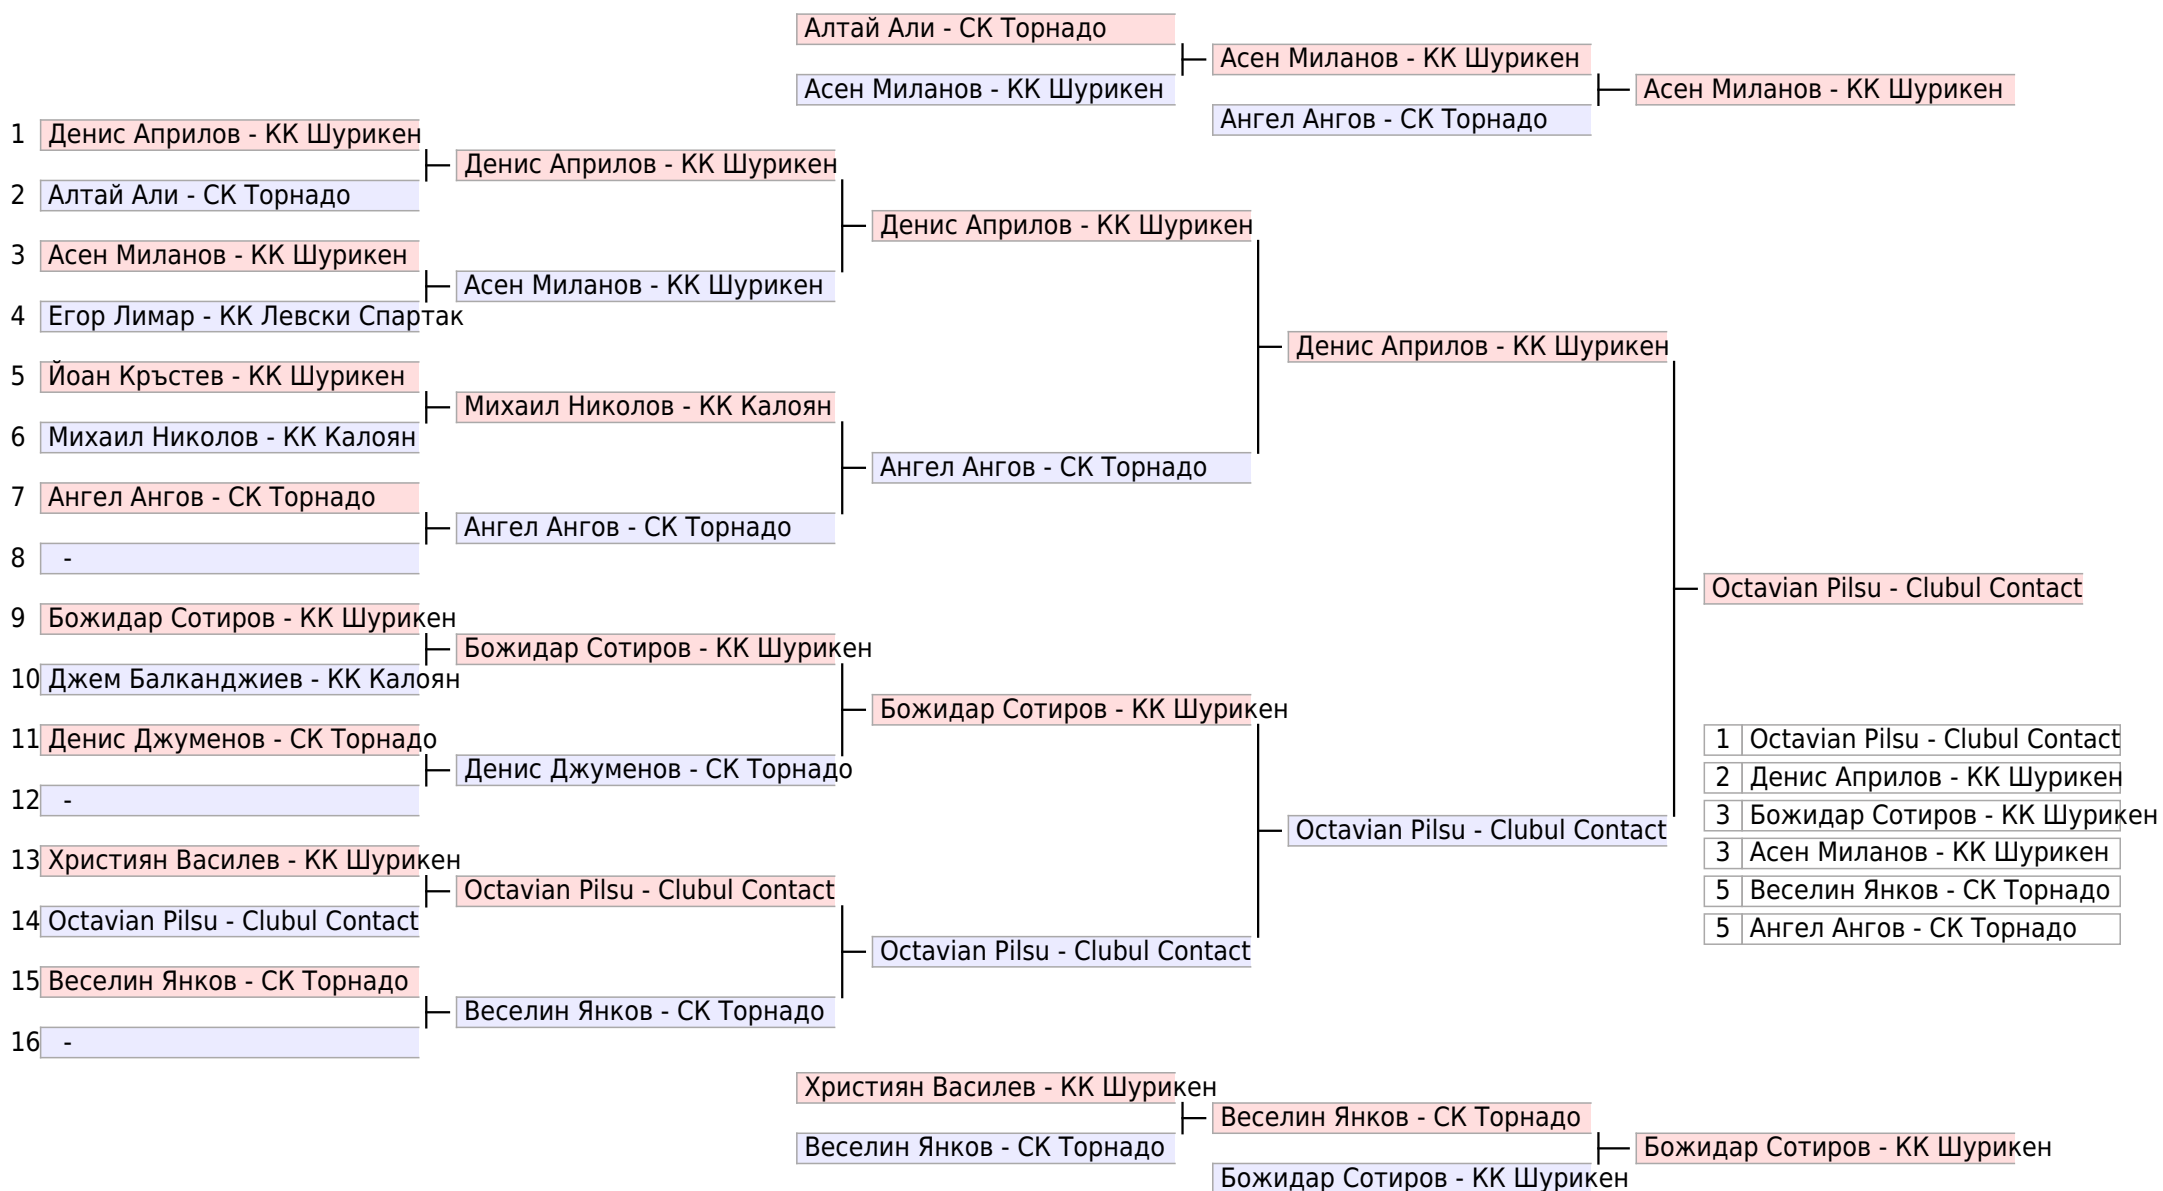 Алтай Али - СК Торнадо
Асен Миланов - КК Шурикен
Асен Миланов - КК Шурикен
Асен Миланов - КК Шурикен
Ангел Ангов - СК Торнадо
1 Денис Априлов - КК Шурикен
Денис Априлов - КК Шурикен
2 Алтай Али - СК Торнадо
Денис Априлов - КК Шурикен
3 Асен Миланов - КК Шурикен
Асен Миланов - КК Шурикен
4 Егор Лимар - КК Левски Спартак
Денис Априлов - КК Шурикен
5 Йоан Кръстев - КК Шурикен
Михаил Николов - КК Калоян
6 Михаил Николов - КК Калоян
Ангел Ангов - СК Торнадо
7 Ангел Ангов - СК Торнадо
Ангел Ангов - СК Торнадо
8 -
Octavian Pilsu - Clubul Contact
9 Божидар Сотиров - КК Шурикен
Божидар Сотиров - КК Шурикен
10 Джем Балканджиев - КК Калоян
Божидар Сотиров - КК Шурикен
11 Денис Джуменов - СК Торнадо
Денис Джуменов - СК Торнадо
12 -
Octavian Pilsu - Clubul Contact
13 Християн Василев - КК Шурикен
Octavian Pilsu - Clubul Contact
14 Octavian Pilsu - Clubul Contact
Octavian Pilsu - Clubul Contact
15 Веселин Янков - СК Торнадо
Веселин Янков - СК Торнадо
16 -
1 Octavian Pilsu - Clubul Contact
2 Денис Априлов - КК Шурикен
3 Божидар Сотиров - КК Шурикен
3 Асен Миланов - КК Шурикен
5 Веселин Янков - СК Торнадо
5 Ангел Ангов - СК Торнадо
Християн Василев - КК Шурикен
Веселин Янков - СК Торнадо
Веселин Янков - СК Торнадо
Божидар Сотиров - КК Шурикен
Божидар Сотиров - КК Шурикен